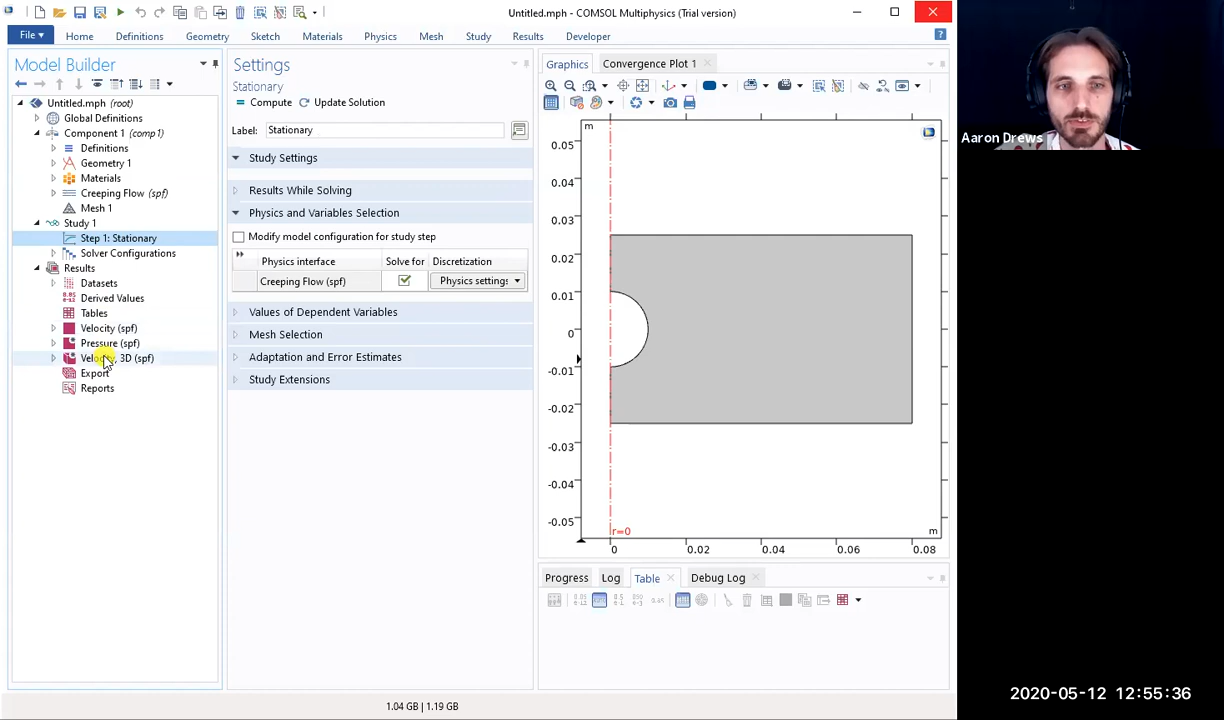 Untitled.mph - COMSOL Multiphysics (Trial version)
File Home Definitions Geometry Sketch Materials Physics Mesh Study Results Developer
Model Builder
Untitled.mph (root)
Global Definitions
Component 1 (comp1)
Definitions
Geometry 1
Materials
Creeping Flow (spf)
Mesh 1
Study 1
Step 1: Stationary
Solver Configurations
Results
Datasets
Derived Values
Tables
Velocity (spf)
Pressure (spf)
3D (spf)
Export
Reports
Settings
Stationary
= Compute Update Solution
Label: Stationary
Study Settings
Results While Solving
Physics and Variables Selection
Modify model configuration for study step
Physics interface Solve for Discretization
Creeping Flow (spf) Physics settings
Values of Dependent Variables
Mesh Selection
Adaptation and Error Estimates
Study Extensions
Graphics Convergence Plot 1
m
0.05
0.04
0.03
0.02
0.01
0
-0.01
-0.02
-0.03
-0.04
-0.05
r=0
m
0 0.02 0.04 0.06 0.08
Progress Log Table Debug Log
1.04 GB | 1.19 GB
Aaron Drews
2020-05-12 12:55:36